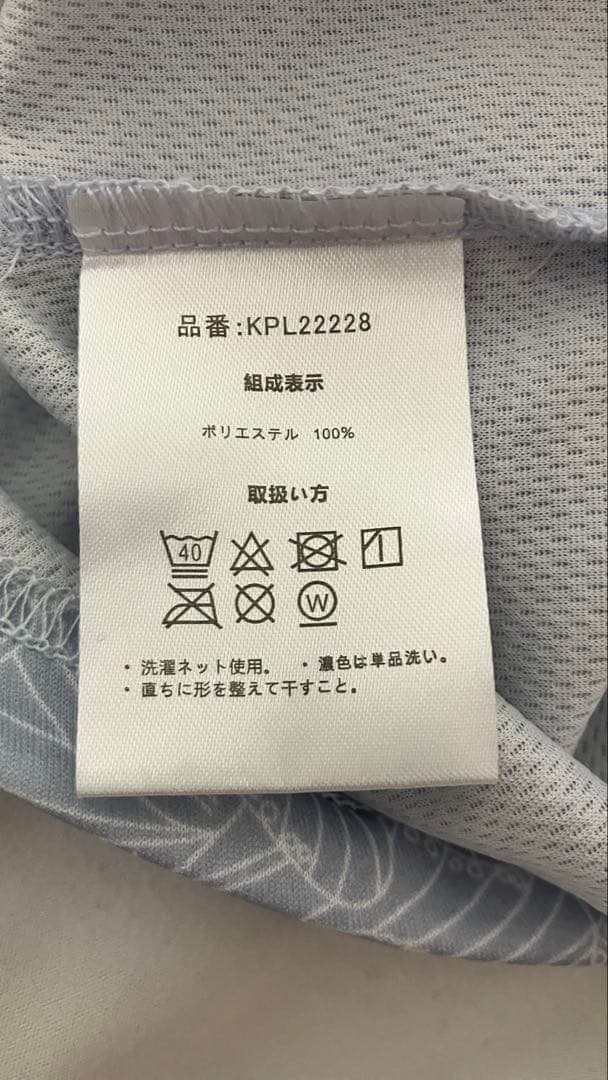 品番:KPL22228
組成表示
ポリエステル 100%
取扱い方
40
W
・洗濯ネット使用。 ・濃色は単品洗い。
・直ちに形を整えて干すこと。